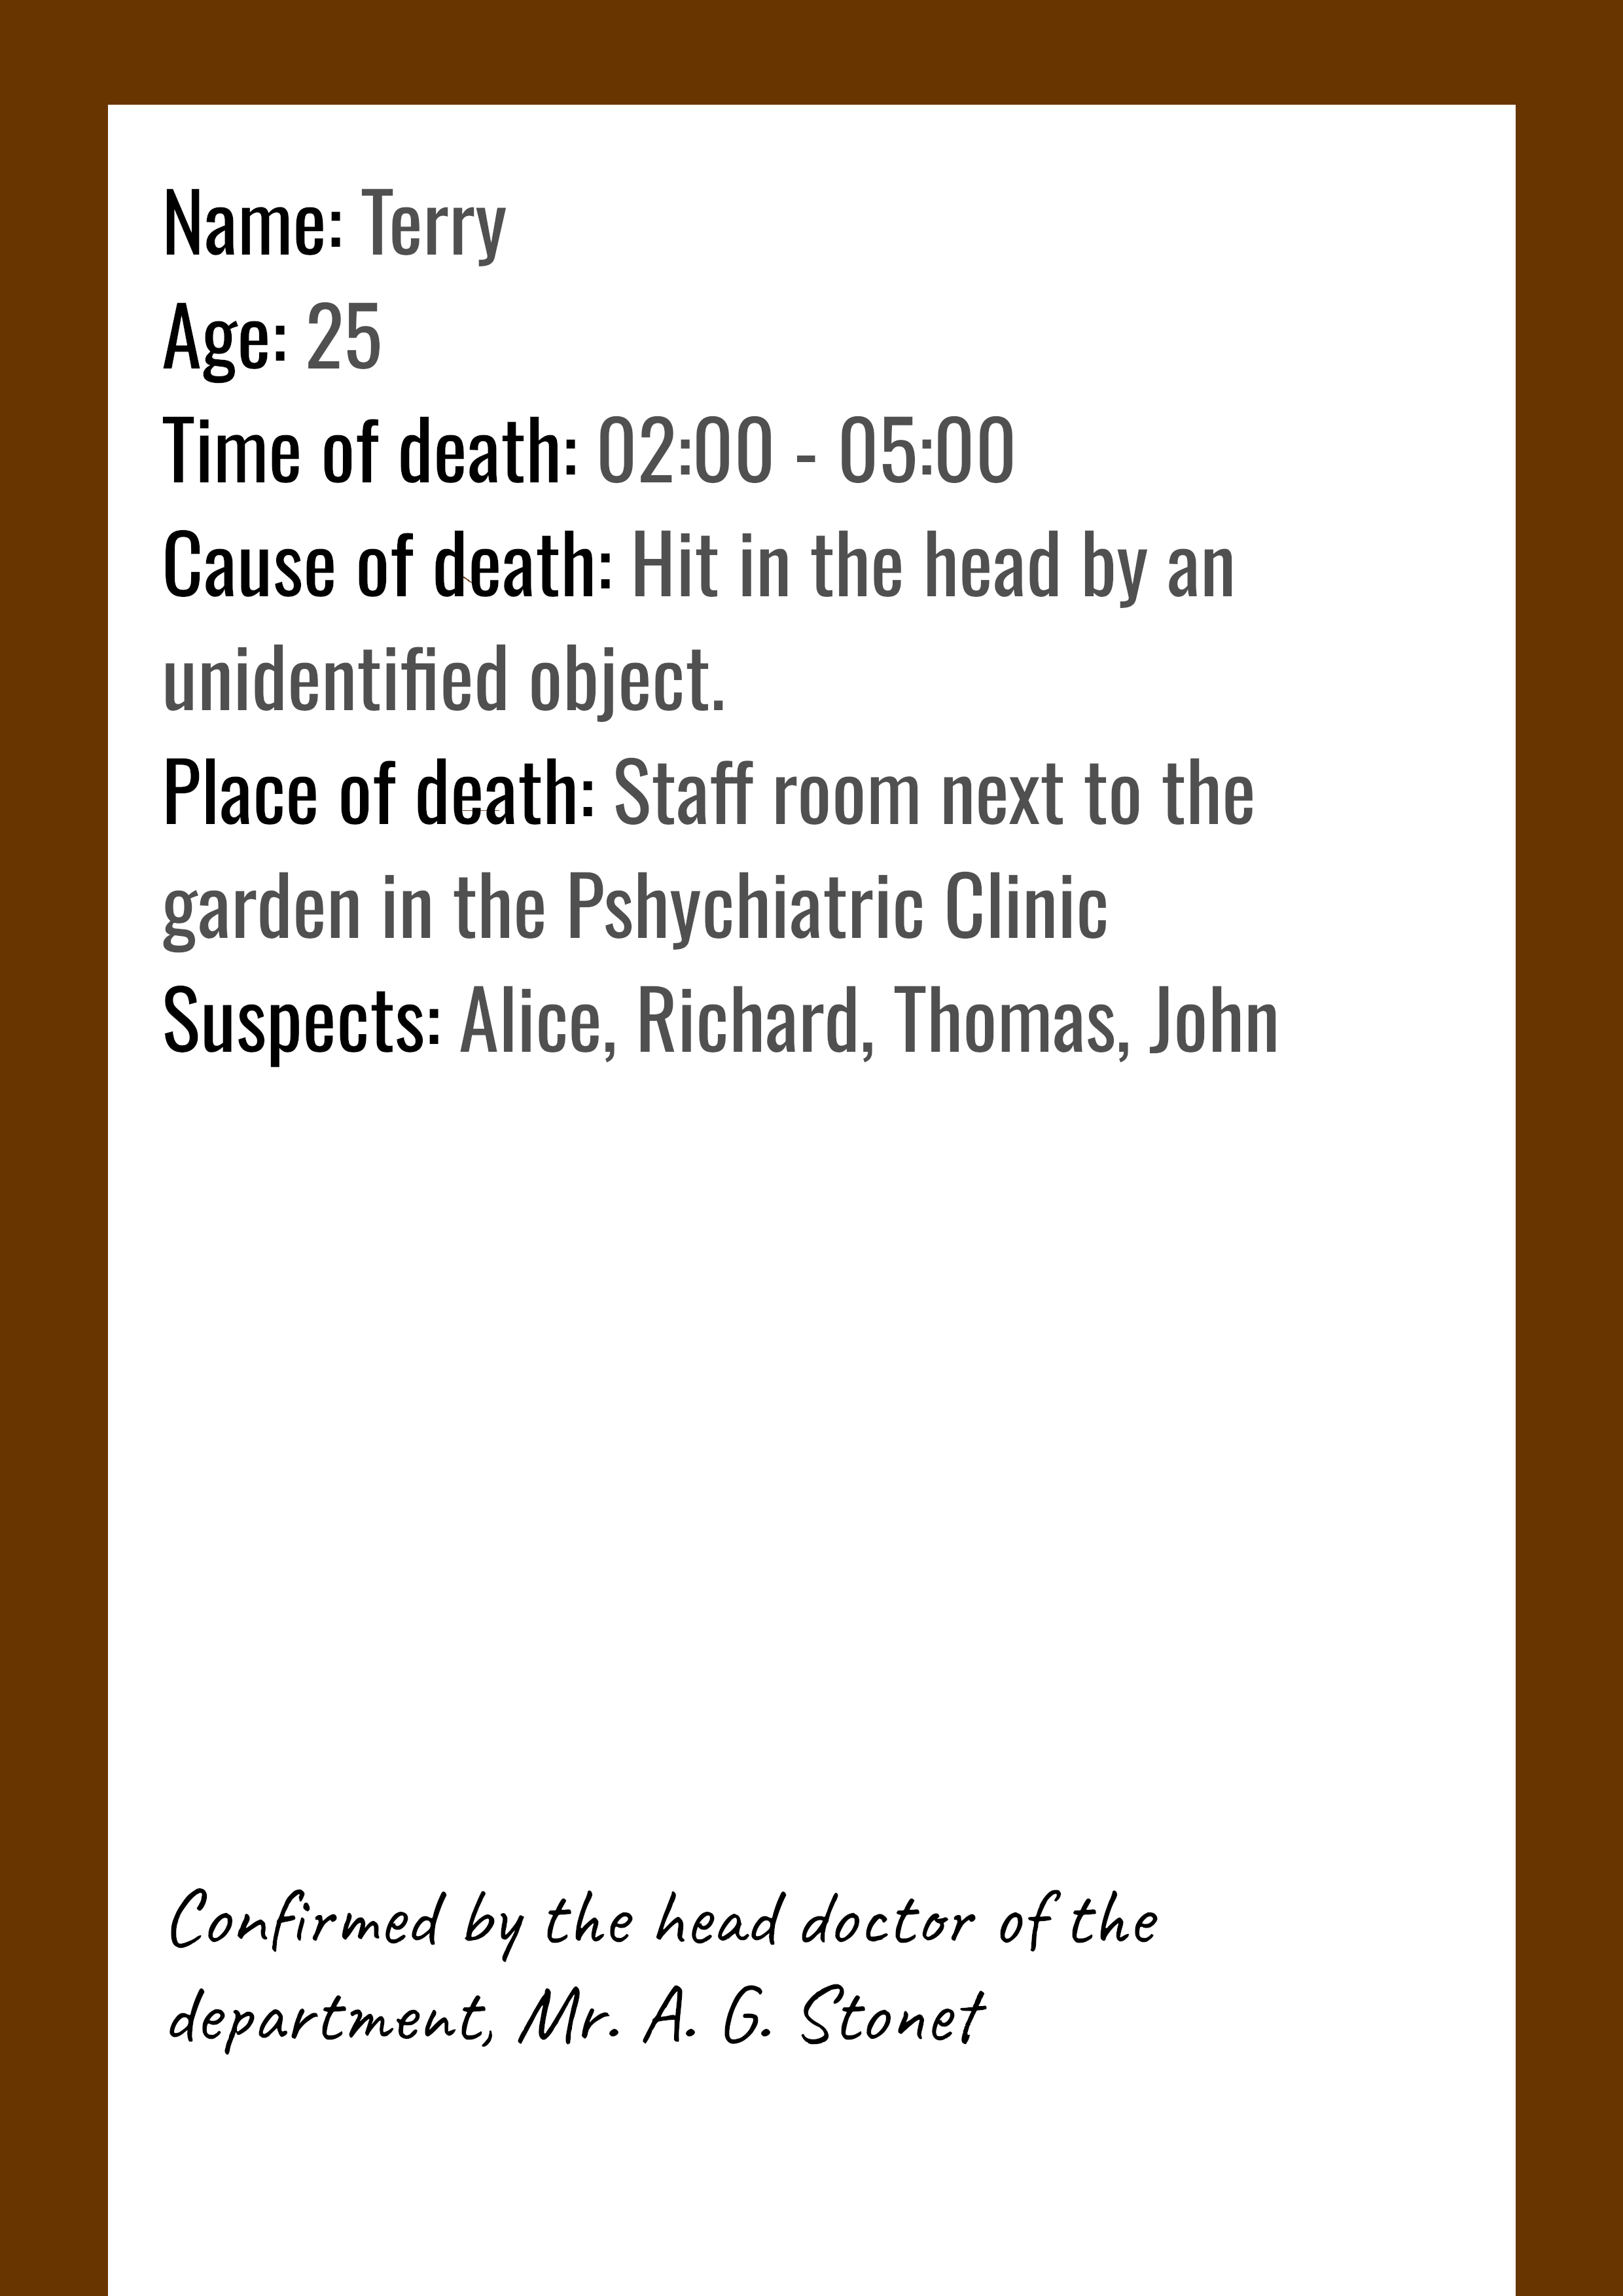 Name: Terry
Age: 25
Time of death: 02:00 - 05:00
Cause of death: Hit in the head by an
unidentified object.
Place of death: Staff room next to the
garden in the Pshychiatric Clinic
Suspects: Alice, Richard, Thomas, John
Confirmed by the head doctor of the
department, Mr. A. G. Stonet